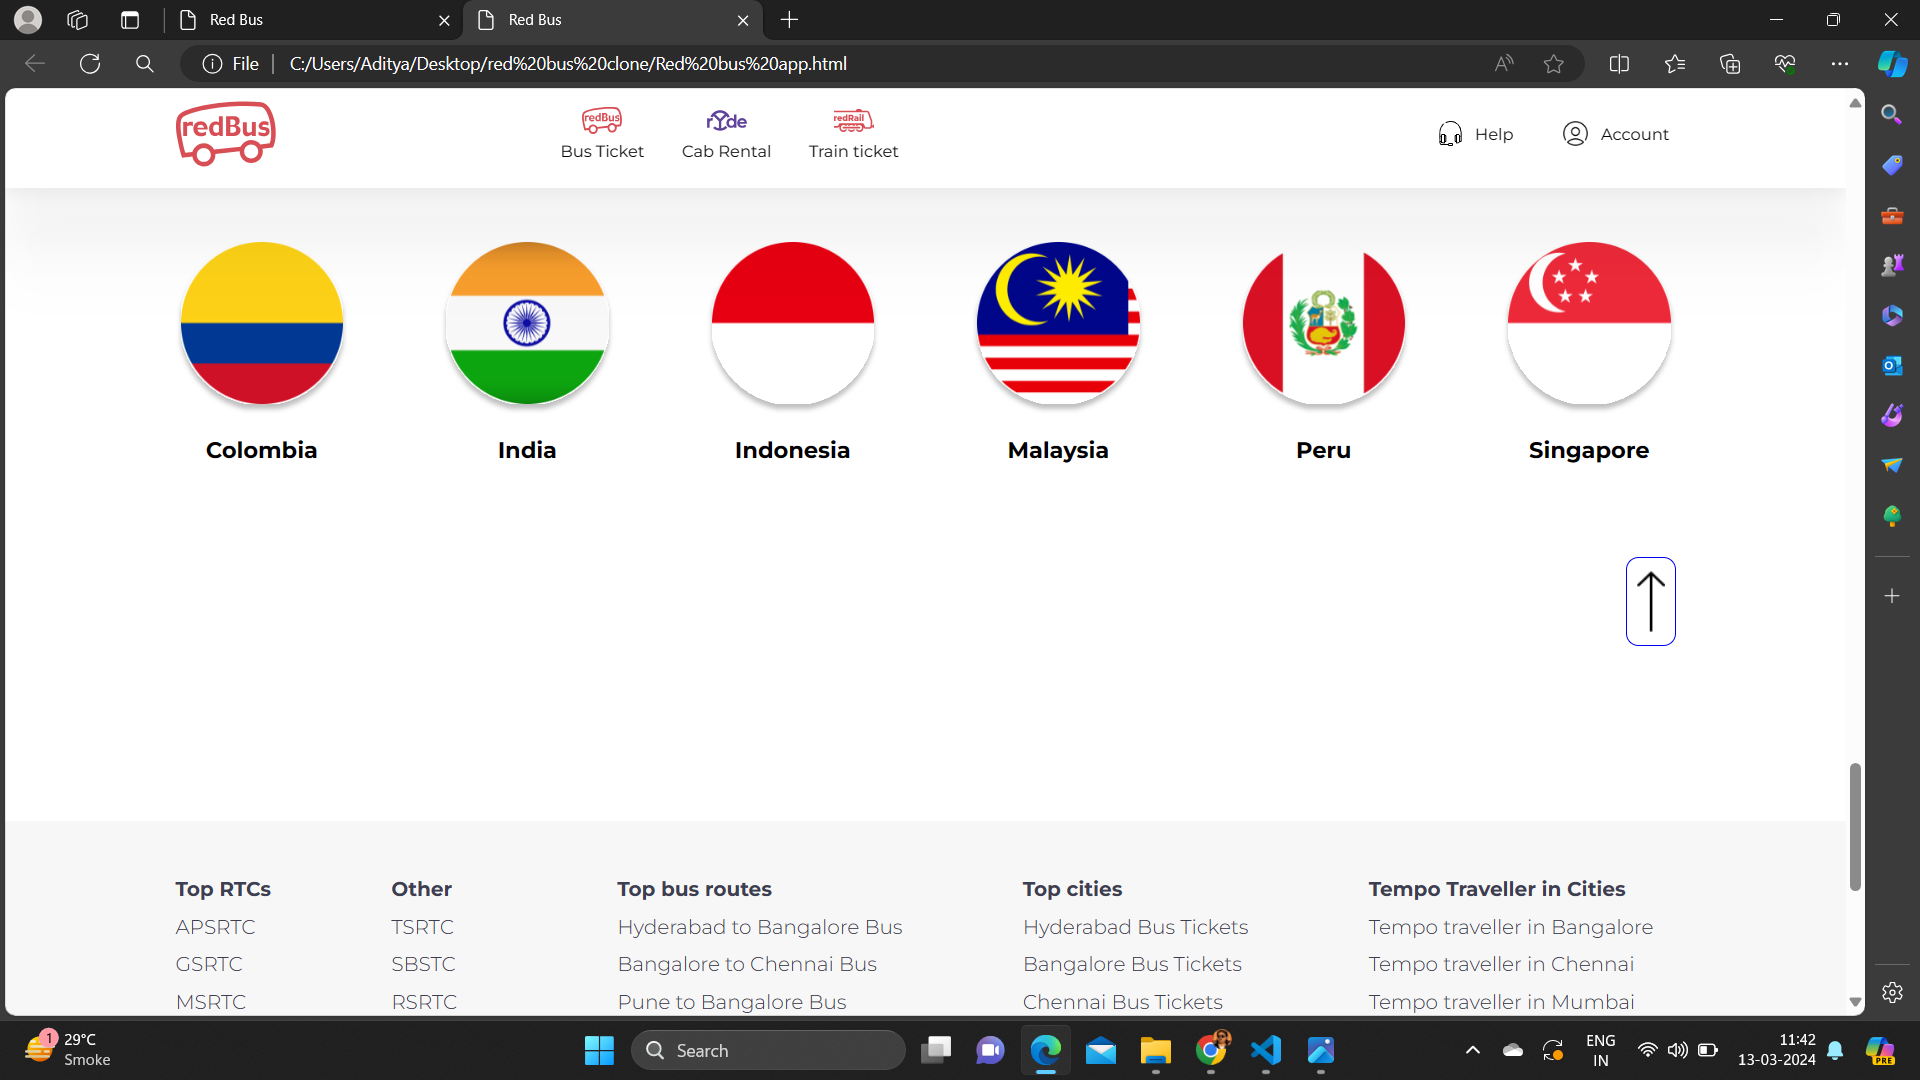 Red Bus
Red Bus
File
C:/Users/Aditya/Desktop/red%20bus%20clone/Red%20bus%20app.html
redBus
redBus
Bus Ticket
rYde
Cab Rental
redRail
Train ticket
Help
Account
Colombia
India
Indonesia
Malaysia
Peru
Singapore
Top RTCs
APSRTC
GSRTC
MSRTC
Other
TSRTC
SBSTC
RSRTC
Top bus routes
Hyderabad to Bangalore Bus
Bangalore to Chennai Bus
Pune to Bangalore Bus
Top cities
Hyderabad Bus Tickets
Bangalore Bus Tickets
Chennai Bus Tickets
Tempo Traveller in Cities
Tempo traveller in Bangalore
Tempo traveller in Chennai
Tempo traveller in Mumbai
1
29°C
Smoke
Search
ENG
IN
11:42
13-03-2024
PRE